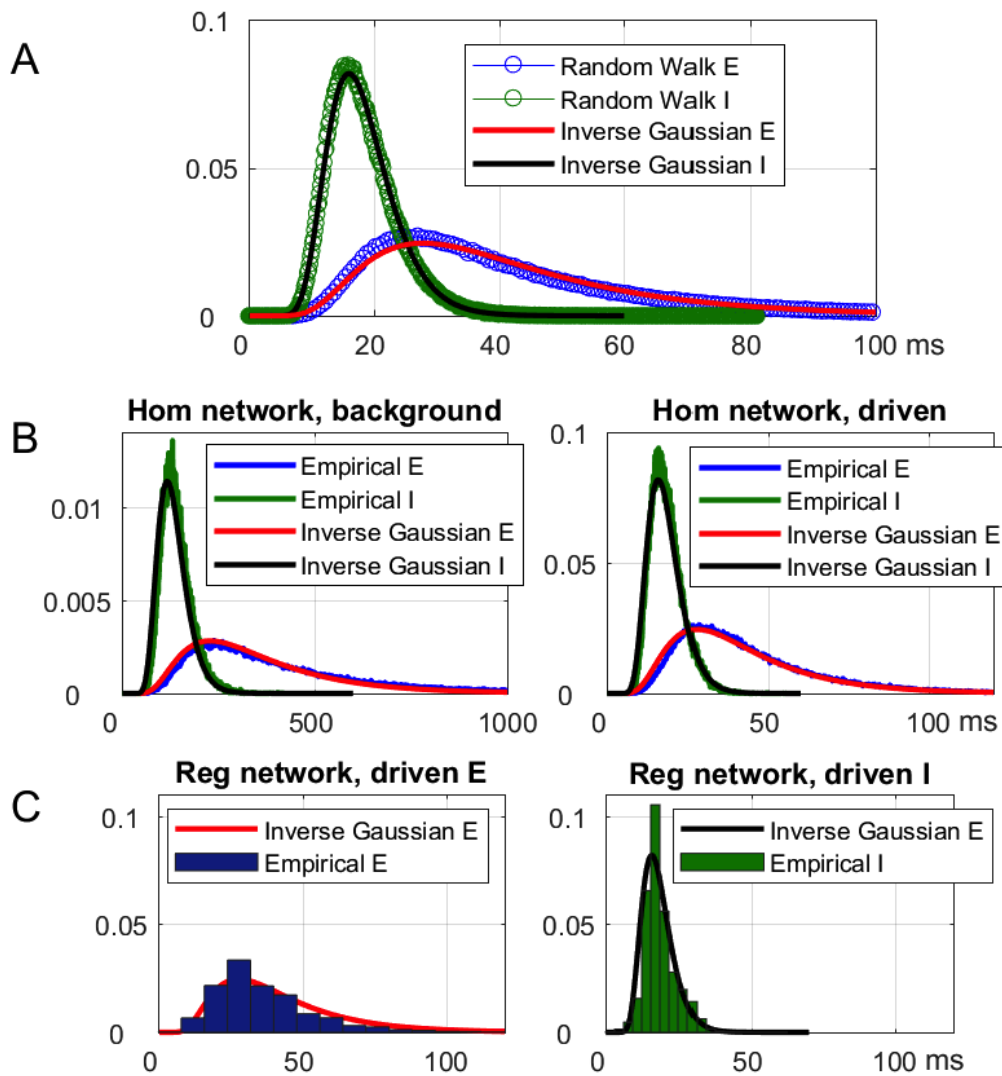 A
0.1
0.05
0
Random Walk E
Random Walk I
Inverse Gaussian E
Inverse Gaussian I
0 20 40 60 80 100 ms
B
Hom network, background
0.01
0.005
0
Empirical E
Empirical I
Inverse Gaussian E
Inverse Gaussian I
0 500 1000
Hom network, driven
0.1
0.05
0
Empirical E
Empirical I
Inverse Gaussian E
Inverse Gaussian I
0 50 100 ms
C
Reg network, driven E
0.1
0.05
0
Inverse Gaussian E
Empirical E
0 50 100
Reg network, driven I
0.1
0.05
0
Inverse Gaussian E
Empirical I
0 50 100 ms